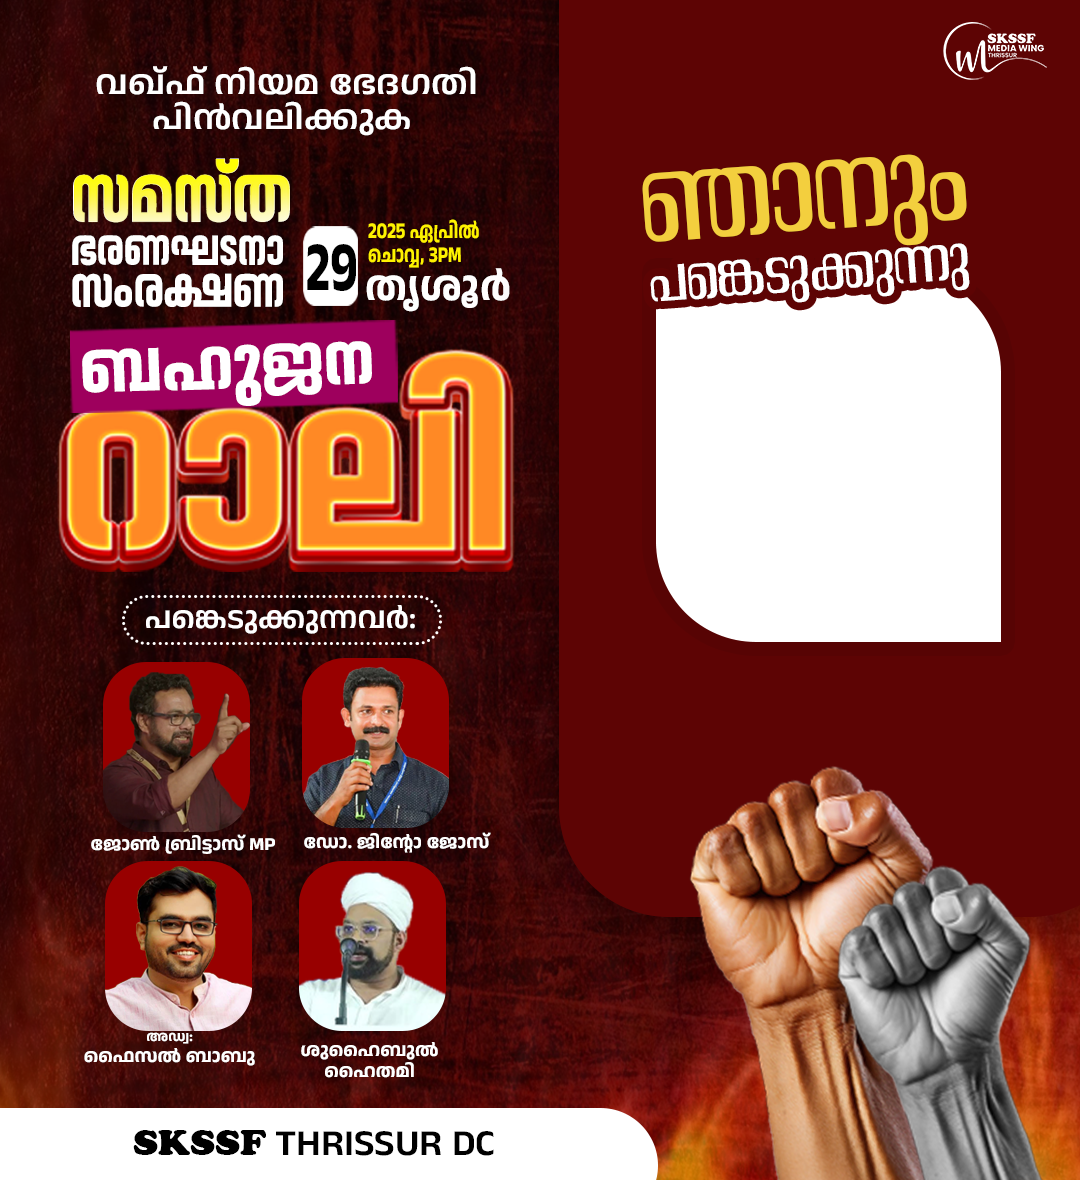 വഖ്ഫ് നിയമ ഭേദഗതി
പിൻവലിക്കുക
സമസ്ത
ഭരണഘടനാ
സംരക്ഷണ
29
2025 ഏപ്രിൽ
ചൊവ്വ, 3PM
തൃശൂർ
ബഹുജന
റാലി
പങ്കെടുക്കുന്നവർ:
ജോൺ ബ്രിട്ടാസ് MP
ഡോ. ജിന്റോ ജോസ്
അഡ്വ:
ഫൈസൽ ബാബു
ശുഹൈബുൽ
ഹൈതമി
SKSSF THRISSUR DC
SKSSF
MEDIA WING
THRISSUR
ഞാനും
പങ്കെടുക്കുന്നു